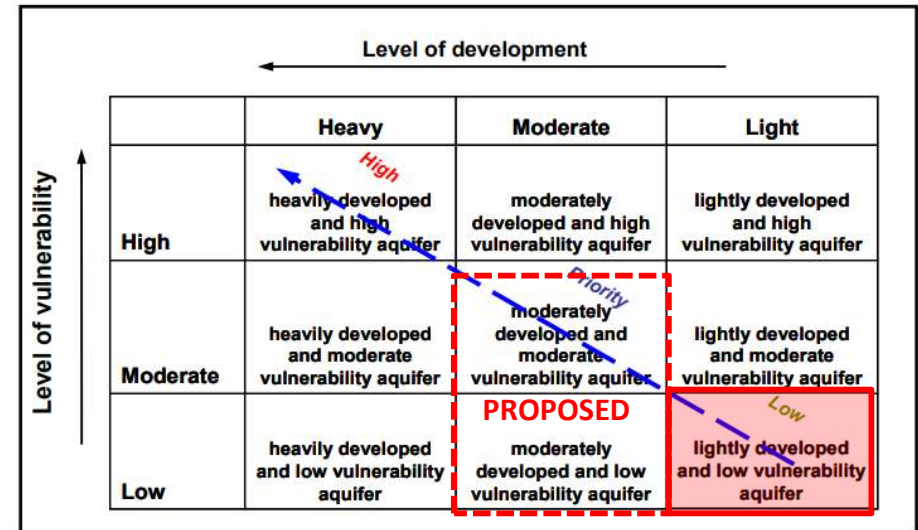 Level of development
Level of vulnerability
Heavy
Moderate
Light
High
High
heavily developed
and high
vulnerability aquifer
moderately
developed and high
vulnerability aquifer
lightly developed
and high
vulnerability aquifer
Priority
Moderate
heavily developed
and moderate
vulnerability aquifer
moderately
developed and
moderate
vulnerability aquifer
lightly developed
and moderate
vulnerability aquifer
PROPOSED
Low
Low
heavily developed
and low vulnerability
aquifer
moderately
developed and low
vulnerability aquifer
lightly developed
and low vulnerability
aquifer